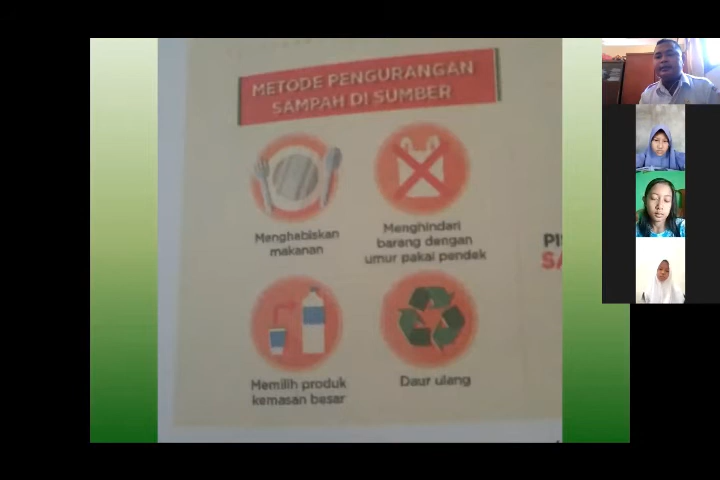 METODE PENGURANGAN
SAMPAH DI SUMBER
Menghabiskan
makanan
Menghindari
barang dengan
umur pakai pendek
Memilih produk
kemasan besar
Daur ulang